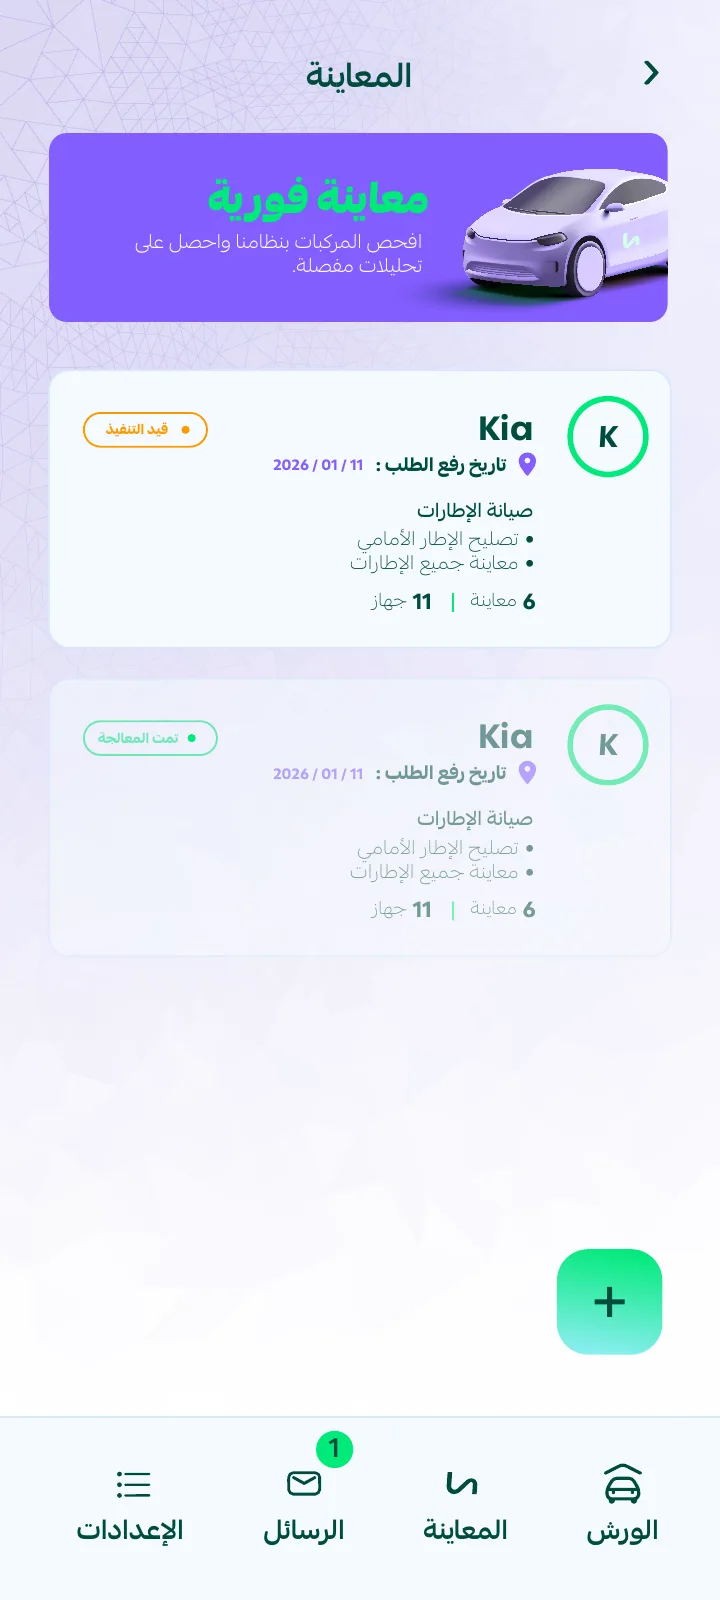 المعاينة
معاينة فورية
افحص المركبات بنظامنا واحصل على
تحليلات مفصلة.
K
Kia
قيد التنفيذ
تاريخ رفع الطلب : 11 / 01 / 2026
صيانة الإطارات
• تصليح الإطار الأمامي
• معاينة جميع الإطارات
6 معاينة | 11 جهاز
K
Kia
تمت المعالجة
تاريخ رفع الطلب : 11 / 01 / 2026
صيانة الإطارات
• تصليح الإطار الأمامي
• معاينة جميع الإطارات
6 معاينة | 11 جهاز
+
1
الورش
المعاينة
الرسائل
الإعدادات